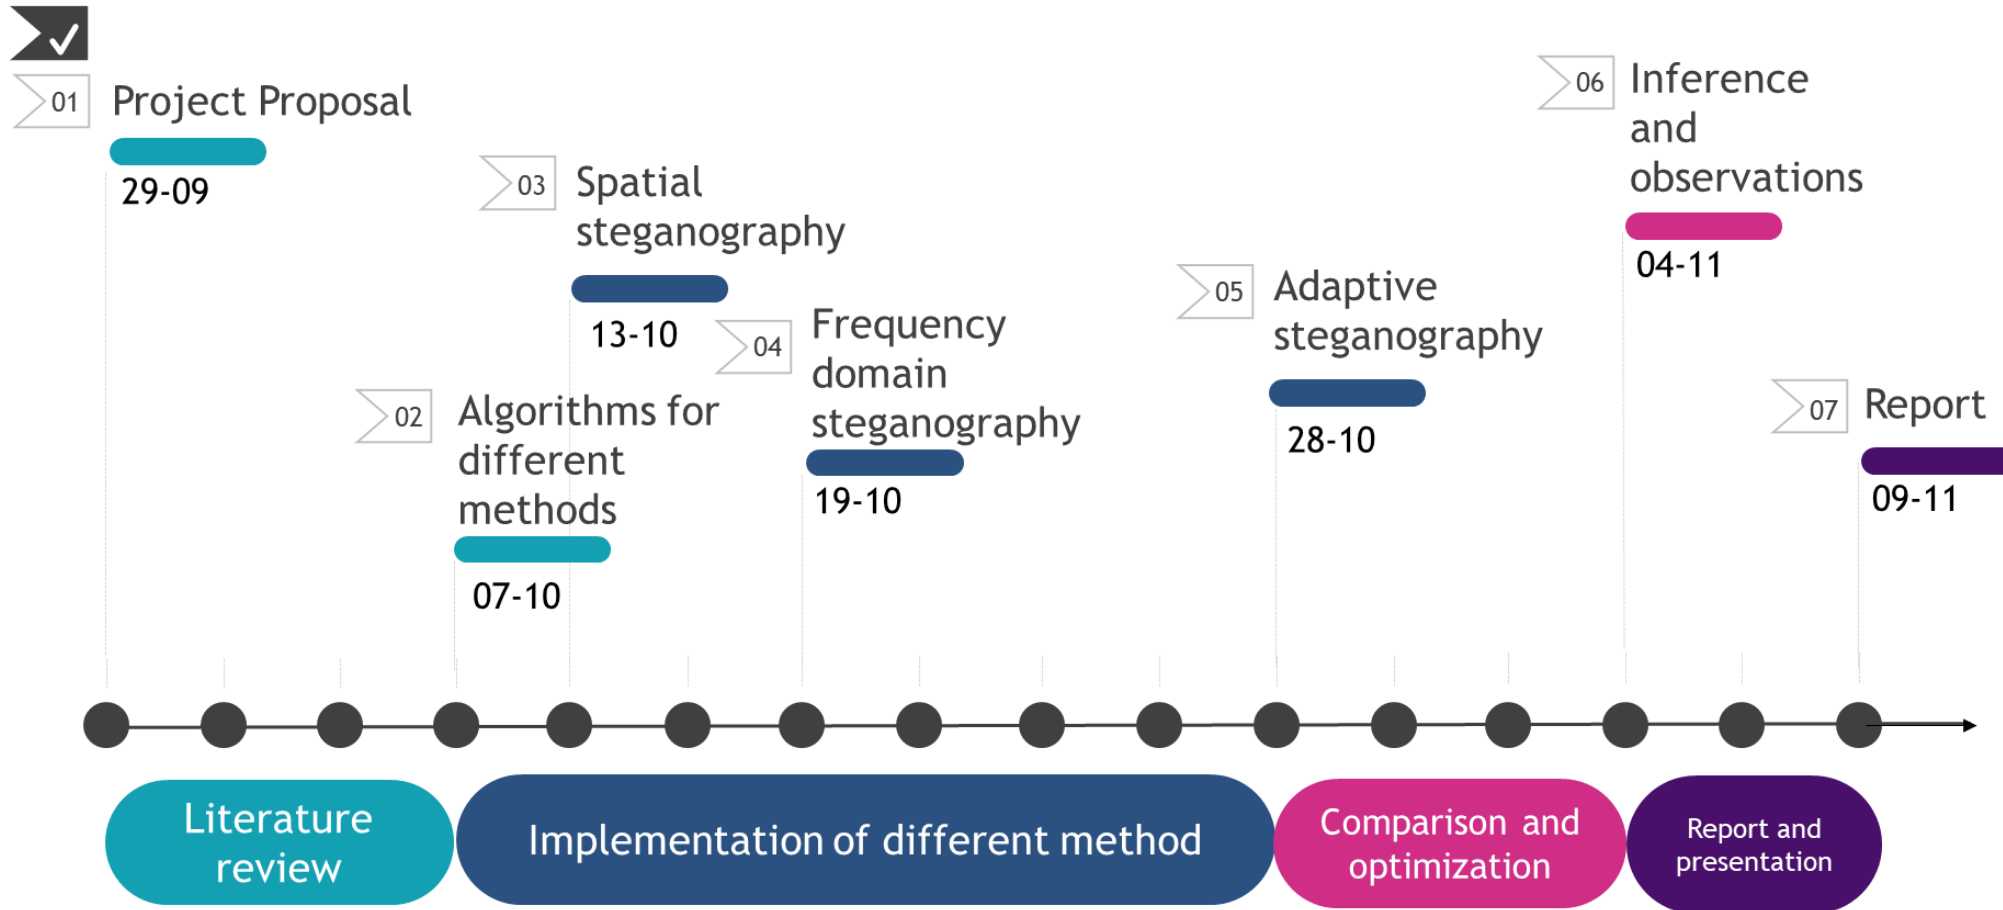 01
Project Proposal
29-09
02
Algorithms for
different
methods
07-10
03
Spatial
steganography
13-10
04
Frequency
domain
steganography
19-10
05
Adaptive
steganography
28-10
06
Inference
and
observations
04-11
07
Report
09-11
Literature
review
Implementation of different method
Comparison and
optimization
Report and
presentation